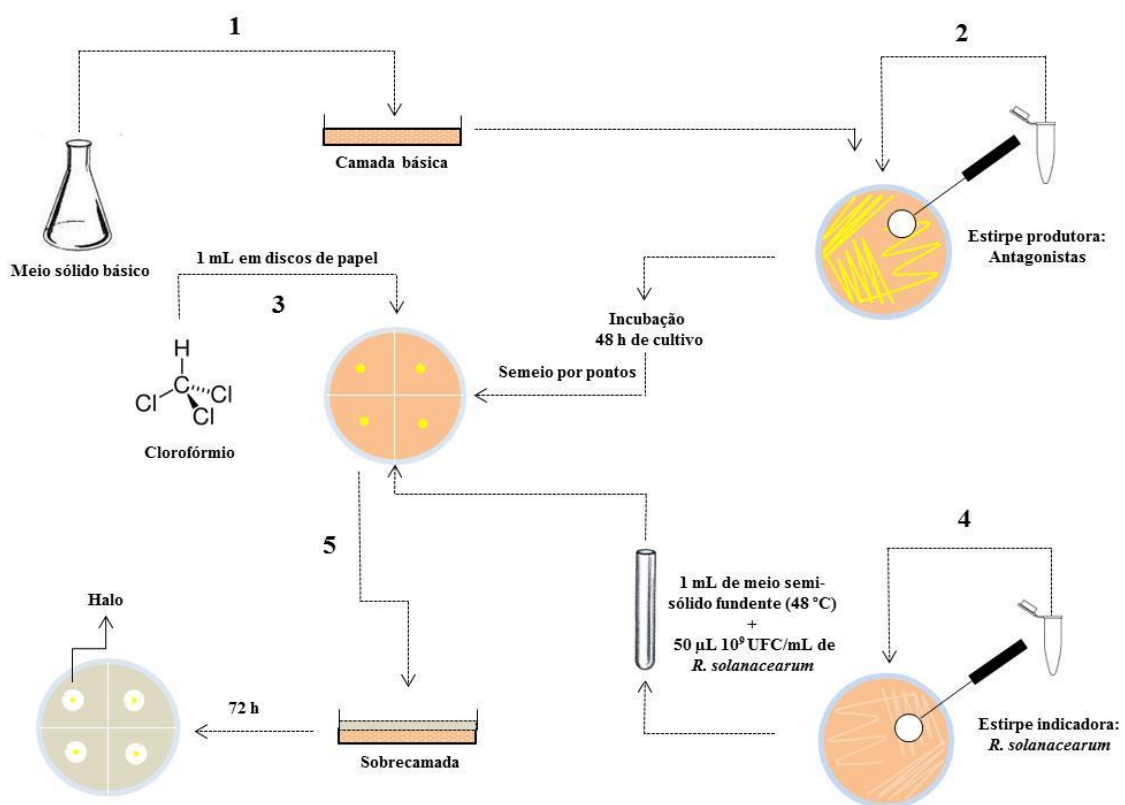 1
2
Camada básica
Meio sólido básico
Estirpe produtora:
Antagonistas
1 mL em discos de papel
3
H
C
Cl
Cl
Cl
Clorofórmio
Incubação
48 h de cultivo
Semeio por pontos
4
5
1 mL de meio semi-
sólido fundente (48 °C)
+
50 µL 10⁹ UFC/mL de
R. solanacearum
Halo
72 h
Sobrecamada
Estirpe indicadora:
R. solanacearum